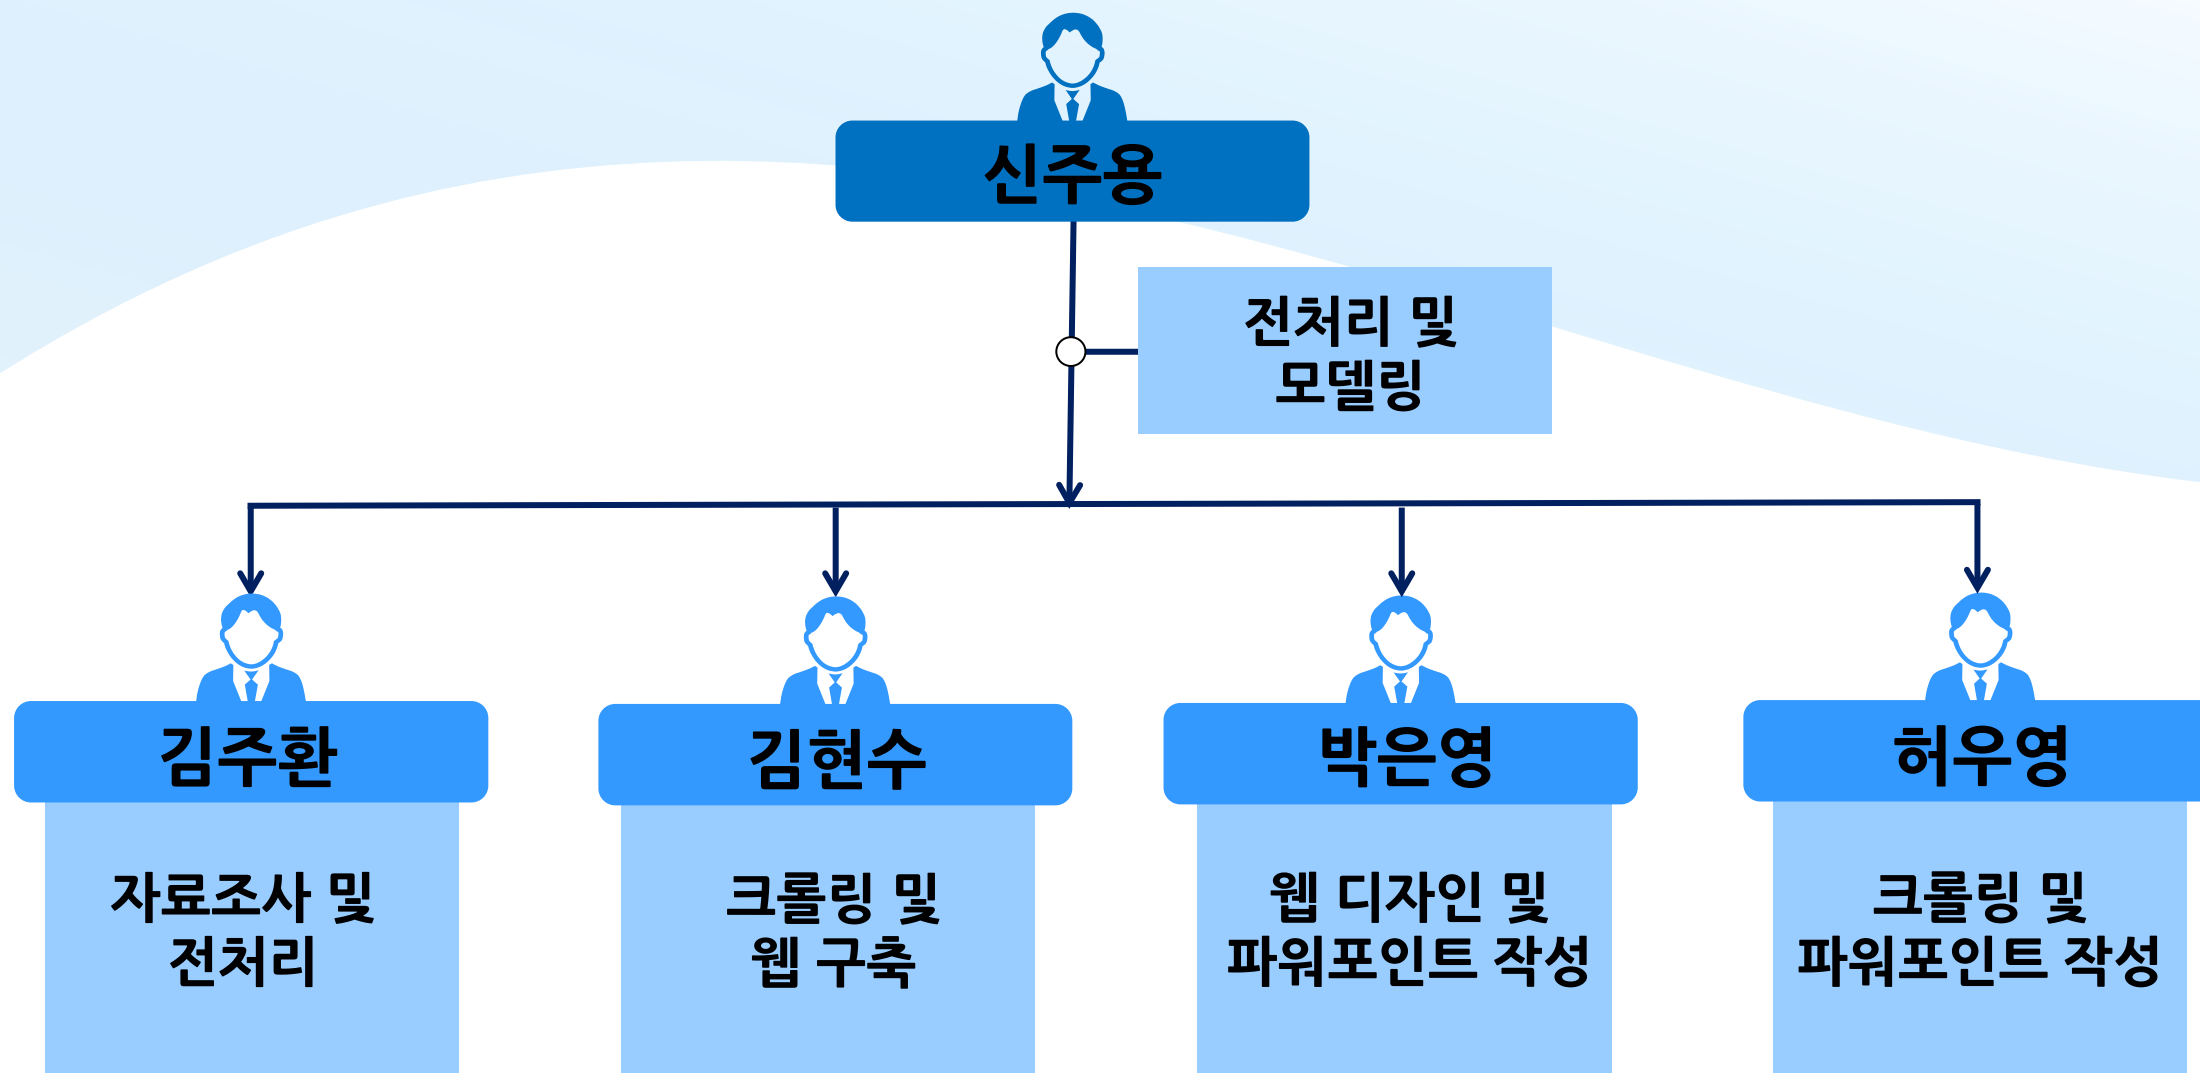 신주용
전처리 및
모델링
김주환
김현수
박은영
허우영
자료조사 및
전처리
크롤링 및
웹 구축
웹 디자인 및
파워포인트 작성
크롤링 및
파워포인트 작성